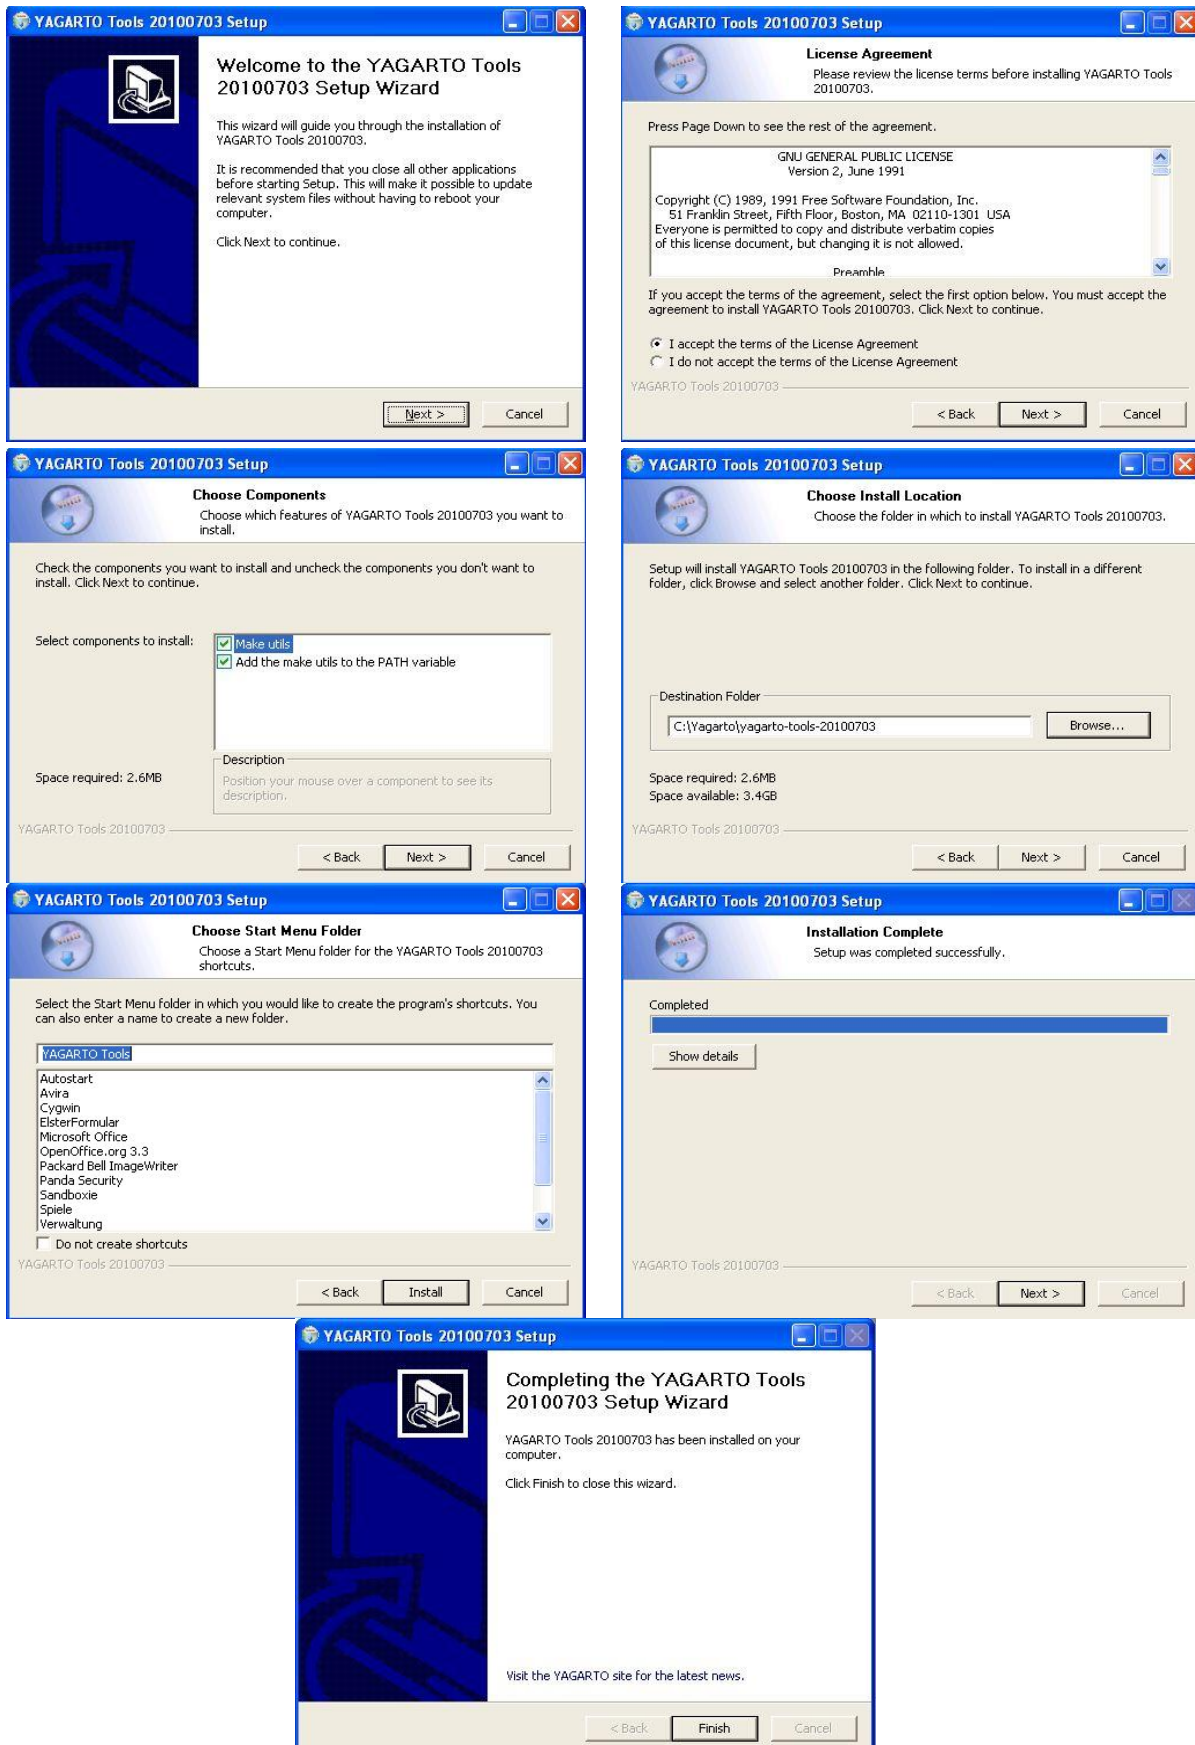 YAGARTO Tools 20100703 Setup
Welcome to the YAGARTO Tools
20100703 Setup Wizard
This wizard will guide you through the installation of
YAGARTO Tools 20100703.
It is recommended that you close all other applications
before starting Setup. This will make it possible to update
relevant system files without having to reboot your
computer.
Click Next to continue.
Next >
Cancel
YAGARTO Tools 20100703 Setup
License Agreement
Please review the license terms before installing YAGARTO Tools
20100703.
Press Page Down to see the rest of the agreement.
GNU GENERAL PUBLIC LICENSE
Version 2, June 1991
Copyright (C) 1989, 1991 Free Software Foundation, Inc.
51 Franklin Street, Fifth Floor, Boston, MA 02110-1301 USA
Everyone is permitted to copy and distribute verbatim copies
of this license document, but changing it is not allowed.
Preamble
If you accept the terms of the agreement, select the first option below. You must accept the
agreement to install YAGARTO Tools 20100703. Click Next to continue.
I accept the terms of the License Agreement
I do not accept the terms of the License Agreement
YAGARTO Tools 20100703
< Back
Next >
Cancel
YAGARTO Tools 20100703 Setup
Choose Components
Choose which features of YAGARTO Tools 20100703 you want to
install.
Check the components you want to install and uncheck the components you don't want to
install. Click Next to continue.
Select components to install:
Make utils
Add the make utils to the PATH variable
Description
Position your mouse over a component to see its
description.
Space required: 2.6MB
YAGARTO Tools 20100703
< Back
Next >
Cancel
YAGARTO Tools 20100703 Setup
Choose Install Location
Choose the folder in which to install YAGARTO Tools 20100703.
Setup will install YAGARTO Tools 20100703 in the following folder. To install in a different
folder, click Browse and select another folder. Click Next to continue.
Destination Folder
C:\Yagarto\yagarto-tools-20100703
Browse...
Space required: 2.6MB
Space available: 3.4GB
YAGARTO Tools 20100703
< Back
Next >
Cancel
YAGARTO Tools 20100703 Setup
Choose Start Menu Folder
Choose a Start Menu folder for the YAGARTO Tools 20100703
shortcuts.
Select the Start Menu folder in which you would like to create the program's shortcuts. You
can also enter a name to create a new folder.
YAGARTO Tools
Autostart
Avira
Cygwin
ElsterFormular
Microsoft Office
OpenOffice.org 3.3
Packard Bell ImageWriter
Panda Security
Sandboxie
Spiele
Verwaltung
Do not create shortcuts
YAGARTO Tools 20100703
< Back
Install
Cancel
YAGARTO Tools 20100703 Setup
Installation Complete
Setup was completed successfully.
Completed
Show details
YAGARTO Tools 20100703
< Back
Next >
Cancel
YAGARTO Tools 20100703 Setup
Completing the YAGARTO Tools
20100703 Setup Wizard
YAGARTO Tools 20100703 has been installed on your
computer.
Click Finish to close this wizard.
Visit the YAGARTO site for the latest news.
< Back
Finish
Cancel